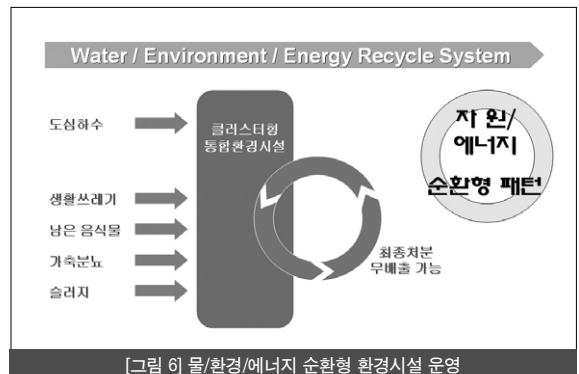 Water / Environment / Energy Recycle System
도심하수
클러스터형
통합환경시설
생활쓰레기
남은 음식물
가축분뇨
슬러지
최종처분
무배출 가능
자 원/
에너지
순환형 패턴
[그림 6] 물/환경/에너지 순환형 환경시설 운영